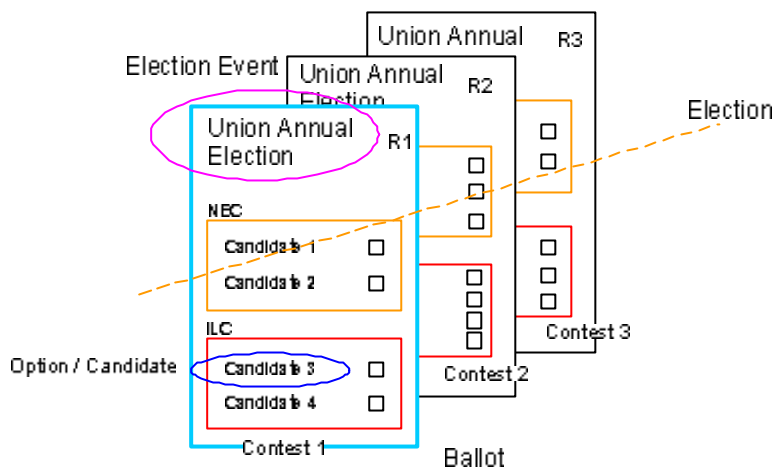 Union Annual R3
Election Event
Union Annual R2
Election
Election
Union Annual R1
Election
NEC
Candidate 1
Candidate 2
ILC
Contest 3
Option / Candidate
Candidate 3
Contest 2
Candidate 4
Contest 1
Ballot